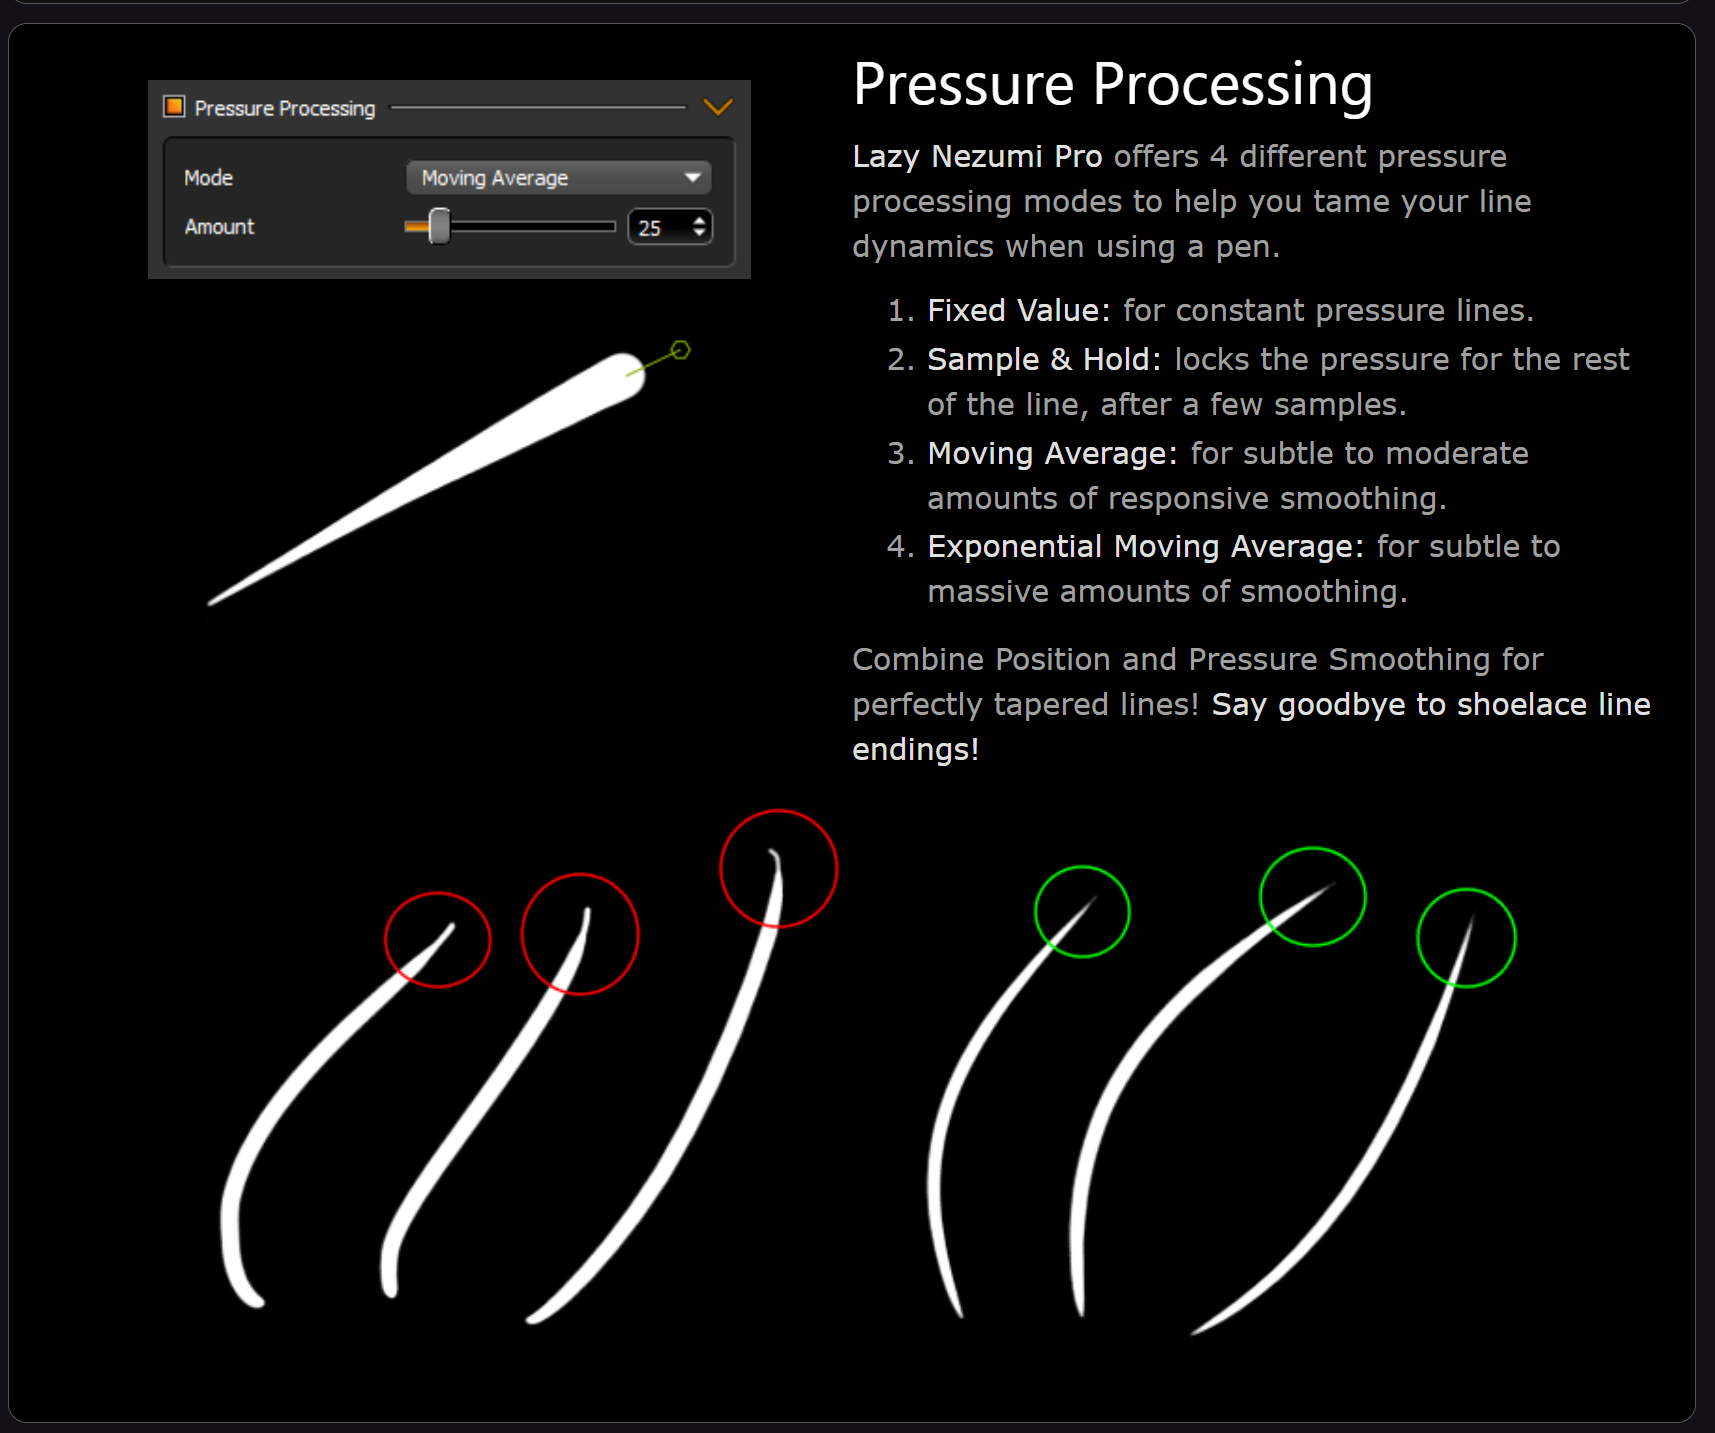 Pressure Processing
Mode
Moving Average
Amount
25
Pressure Processing
Lazy Nezumi Pro offers 4 different pressure
processing modes to help you tame your line
dynamics when using a pen.
1. Fixed Value: for constant pressure lines.
2. Sample & Hold: locks the pressure for the rest
of the line, after a few samples.
3. Moving Average: for subtle to moderate
amounts of responsive smoothing.
4. Exponential Moving Average: for subtle to
massive amounts of smoothing.
Combine Position and Pressure Smoothing for
perfectly tapered lines! Say goodbye to shoelace line
endings!